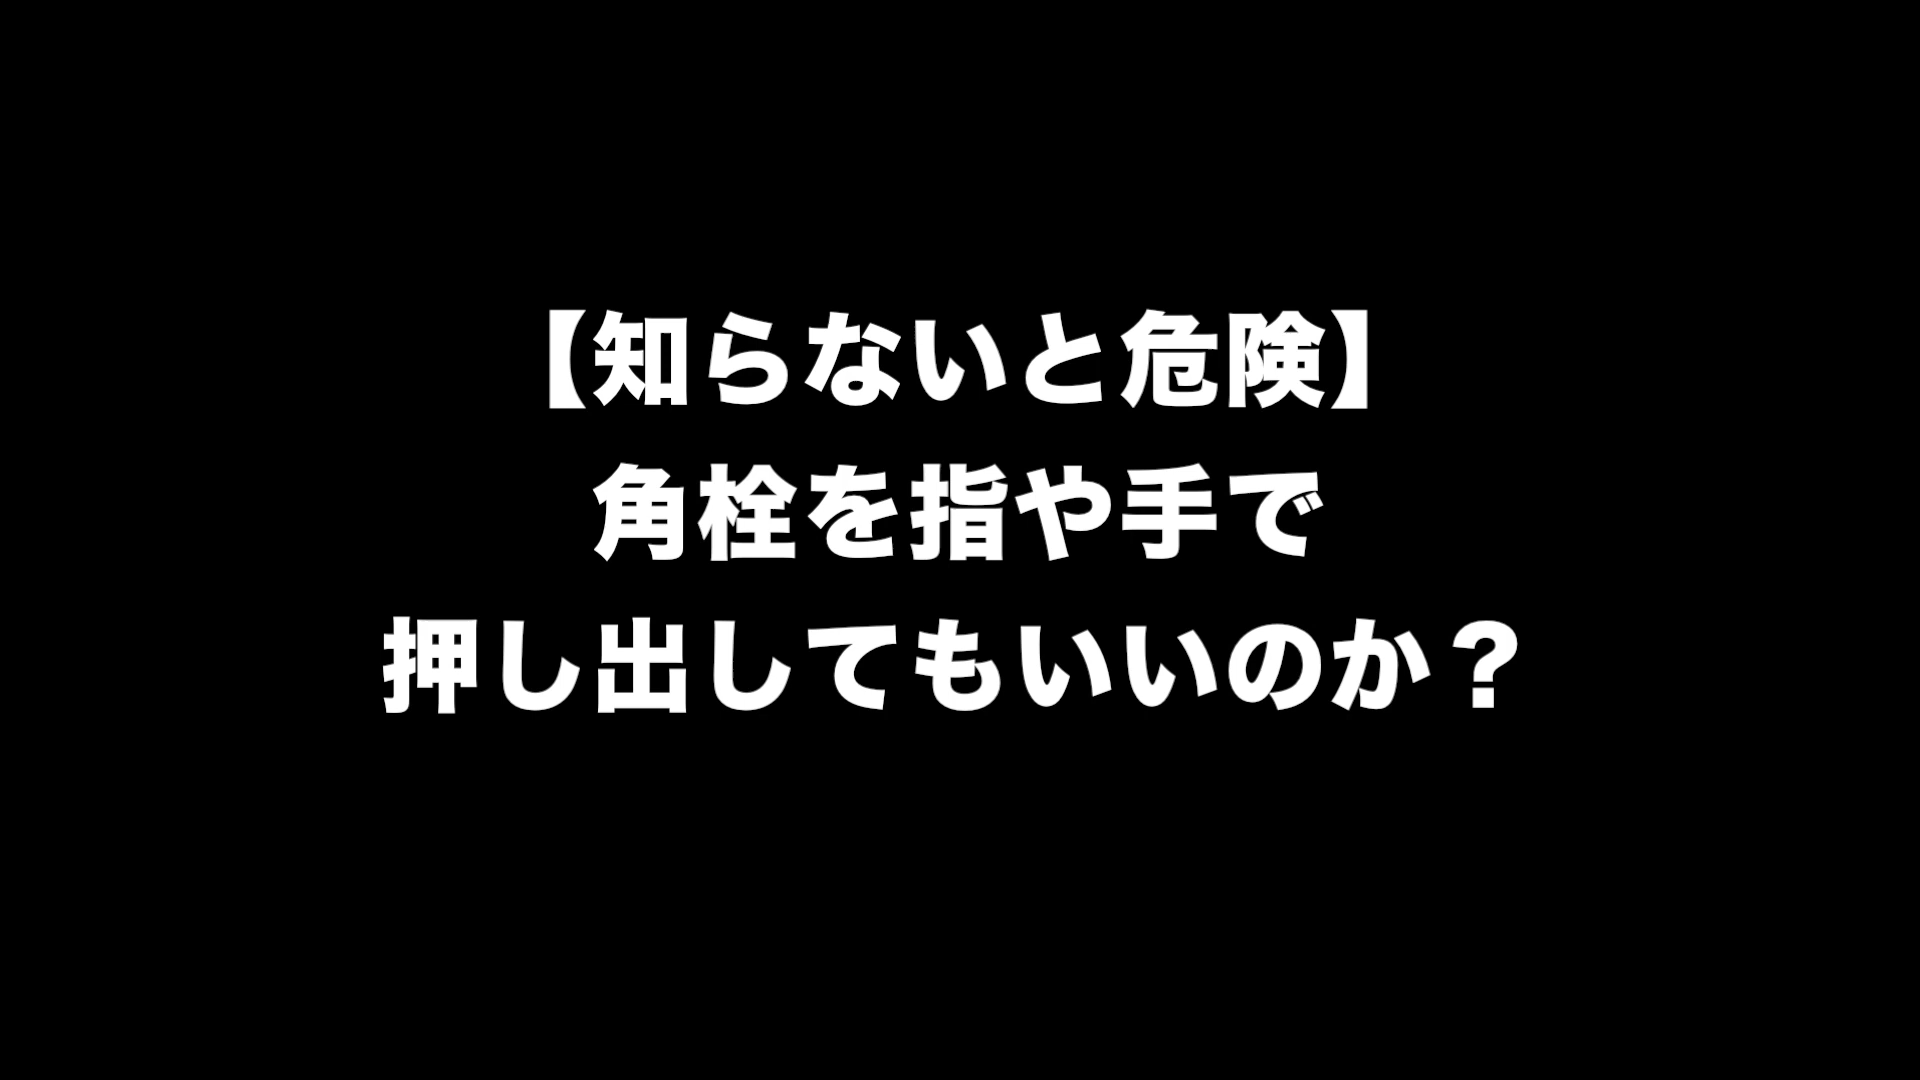 【知らないと危険】
角栓を指や手で
押し出してもいいのか？